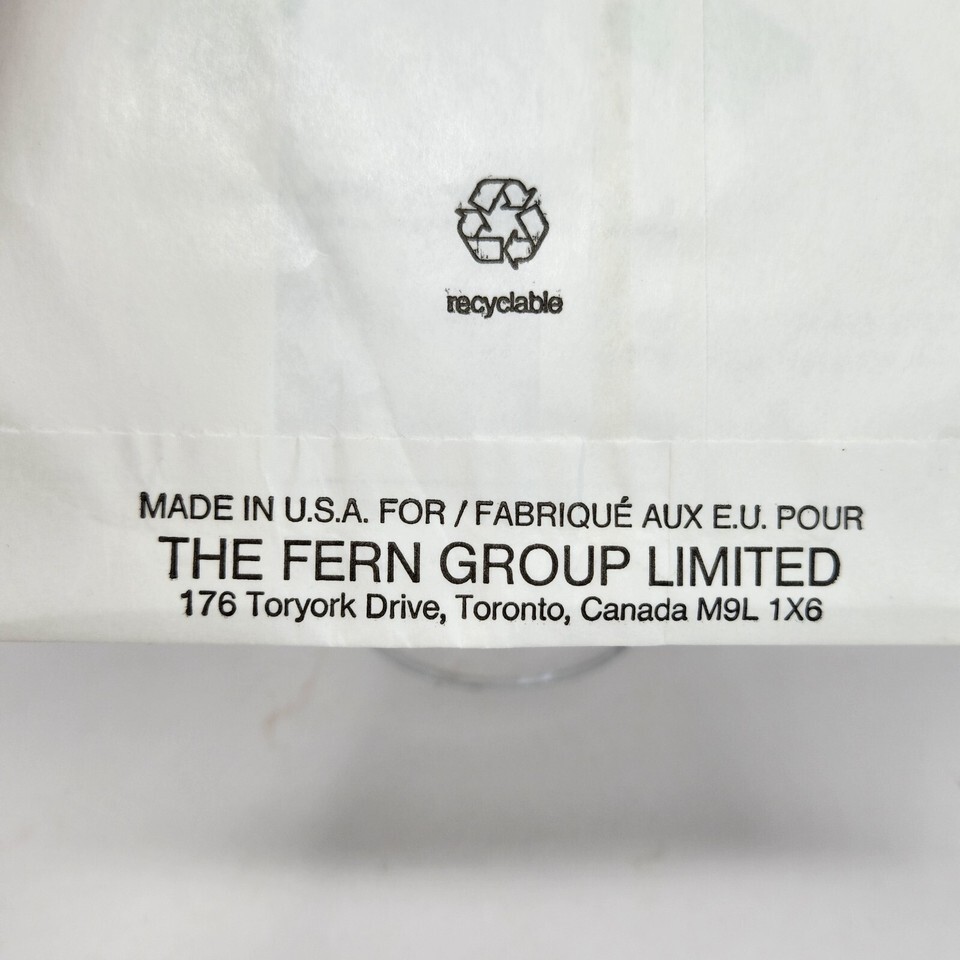 recyclable
MADE IN U.S.A. FOR / FABRIQUÉ AUX E.U. POUR
THE FERN GROUP LIMITED
176 Toryork Drive, Toronto, Canada M9L 1X6